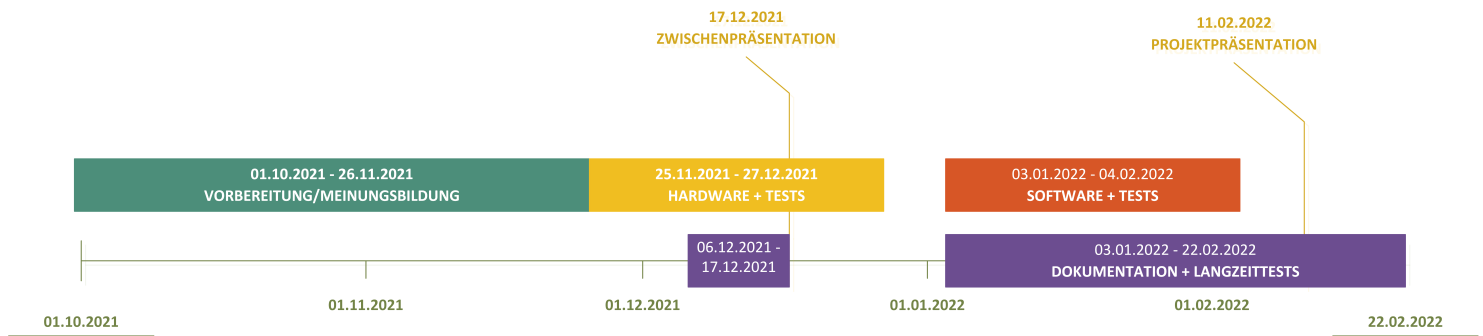 17.12.2021
ZWISCHENPRÄSENTATION
11.02.2022
PROJEKTPRÄSENTATION
01.10.2021 - 26.11.2021
VORBEREITUNG/MEINUNGSBILDUNG
25.11.2021 - 27.12.2021
HARDWARE + TESTS
03.01.2022 - 04.02.2022
SOFTWARE + TESTS
06.12.2021 -
17.12.2021
03.01.2022 - 22.02.2022
DOKUMENTATION + LANGZEITTESTS
01.10.2021
01.11.2021
01.12.2021
01.01.2022
01.02.2022
22.02.2022